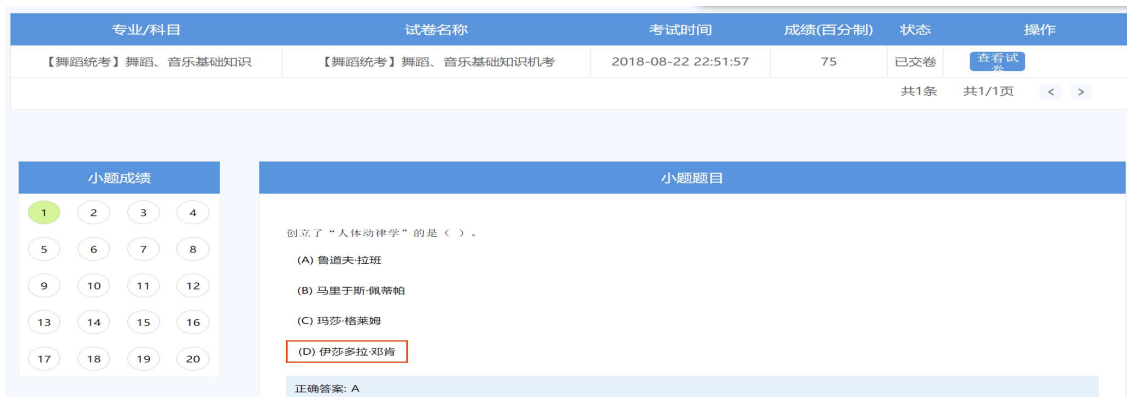 专业/科目 试卷名称 考试时间 成绩(百分制) 状态 操作
【舞蹈统考】舞蹈、音乐基础知识 【舞蹈统考】舞蹈、音乐基础知识机考 2018-08-22 22:51:57 75 已交卷 查看试卷
共1条 共1/1页 < >
小题成绩 小题题目
1 2 3 4
5 6 7 8
9 10 11 12
13 14 15 16
17 18 19 20
创立了“人体动律学”的是（ ）。
(A) 鲁道夫·拉班
(B) 马里于斯·佩蒂帕
(C) 玛莎·格莱姆
(D) 伊莎多拉·邓肯
正确答案: A